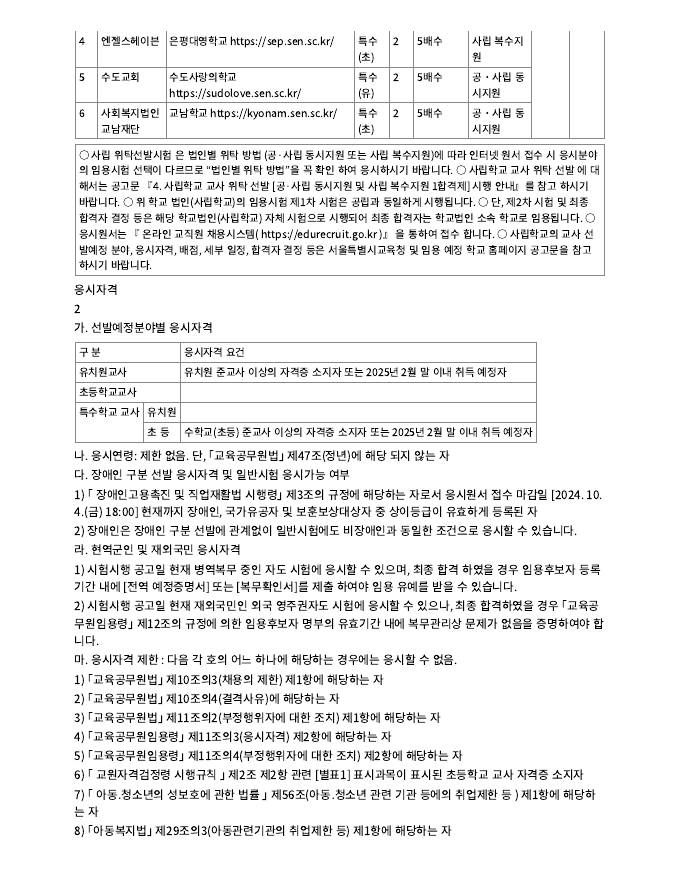 4 엔젤스헤이븐 은평대영학교 https://sep.sen.sc.kr/ 특수 2 5배수 사립 복수지
(초) 원
5 수도교회 수도사랑의학교 특수 2 5배수 공・사립 동
https://sudolove.sen.sc.kr/ (유) 시지원
6 사회복지법인 교남학교 https://kyonam.sen.sc.kr/ 특수 2 5배수 공・사립 동
교남재단 (초) 시지원
○ 사립 위탁선발시험 은 법인별 위탁 방법 (공·사립 동시지원 또는 사립 복수지원)에 따라 인터넷 원서 접수 시 응시분야
의 임용시험 선택이 다르므로 “법인별 위탁 방법”을 꼭 확인 하여 응시하시기 바랍니다. ○ 사립학교 교사 위탁 선발 에 대
해서는 공고문 『4. 사립학교 교사 위탁 선발 [공·사립 동시지원 및 사립 복수지원 1합격제] 시행 안내』 를 참고 하시기
바랍니다. ○ 위 학교 법인(사립학교)의 임용시험 제1차 시험은 공립과 동일하게 시행됩니다. ○ 단, 제2차 시험 및 최종
합격자 결정 등은 해당 학교법인(사립학교) 자체 시험으로 시행되어 최종 합격자는 학교법인 소속 학교로 임용됩니다. ○
응시원서는 『 온라인 교직원 채용시스템( https://edurecruit.go.kr )』 을 통하여 접수 합니다. ○ 사립학교의 교사 선
발예정 분야, 응시자격, 배점, 세부 일정, 합격자 결정 등은 서울특별시교육청 및 임용 예정 학교 홈페이지 공고문을 참고
하시기 바랍니다.
응시자격
2
가. 선발예정분야별 응시자격
구 분 응시자격 요건
유치원교사 유치원 준교사 이상의 자격증 소지자 또는 2025년 2월 말 이내 취득 예정자
초등학교교사
특수학교 교사 유치원
초 등 수학교(초등) 준교사 이상의 자격증 소지자 또는 2025년 2월 말 이내 취득 예정자
나. 응시연령: 제한 없음. 단,「교육공무원법」제47조(정년)에 해당 되지 않는 자
다. 장애인 구분 선발 응시자격 및 일반시험 응시가능 여부
1)「 장애인고용촉진 및 직업재활법 시행령」제3조의 규정에 해당하는 자로서 응시원서 접수 마감일 [2024. 10.
4.(금) 18:00] 현재까지 장애인, 국가유공자 및 보훈보상대상자 중 상이등급이 유효하게 등록된 자
2) 장애인은 장애인 구분 선발에 관계없이 일반시험에도 비장애인과 동일한 조건으로 응시할 수 있습니다.
라. 현역군인 및 재외국민 응시자격
1) 시험시행 공고일 현재 병역복무 중인 자도 시험에 응시할 수 있으며, 최종 합격 하였을 경우 임용후보자 등록
기간 내에 [전역 예정증명서] 또는 [복무확인서]를 제출 하여야 임용 유예를 받을 수 있습니다.
2) 시험시행 공고일 현재 재외국민인 외국 영주권자도 시험에 응시할 수 있으나, 최종 합격하였을 경우「교육공
무원임용령」제12조의 규정에 의한 임용후보자 명부의 유효기간 내에 복무관리상 문제가 없음을 증명하여야 합
니다.
마. 응시자격 제한 : 다음 각 호의 어느 하나에 해당하는 경우에는 응시할 수 없음.
1)「교육공무원법」제10조의3(채용의 제한) 제1항에 해당하는 자
2)「교육공무원법」제10조의4(결격사유)에 해당하는 자
3)「교육공무원법」제11조의2(부정행위자에 대한 조치) 제1항에 해당하는 자
4)「교육공무원임용령」제11조의3(응시자격) 제2항에 해당하는 자
5)「교육공무원임용령」제11조의4(부정행위자에 대한 조치) 제2항에 해당하는 자
6)「 교원자격검정령 시행규칙 」제2조 제2항 관련 [별표1] 표시과목이 표시된 초등학교 교사 자격증 소지자
7)「 아동·청소년의 성보호에 관한 법률 」제56조(아동·청소년 관련 기관 등에의 취업제한 등 ) 제1항에 해당하
는 자
8)「아동복지법」제29조의3(아동관련기관의 취업제한 등) 제1항에 해당하는 자